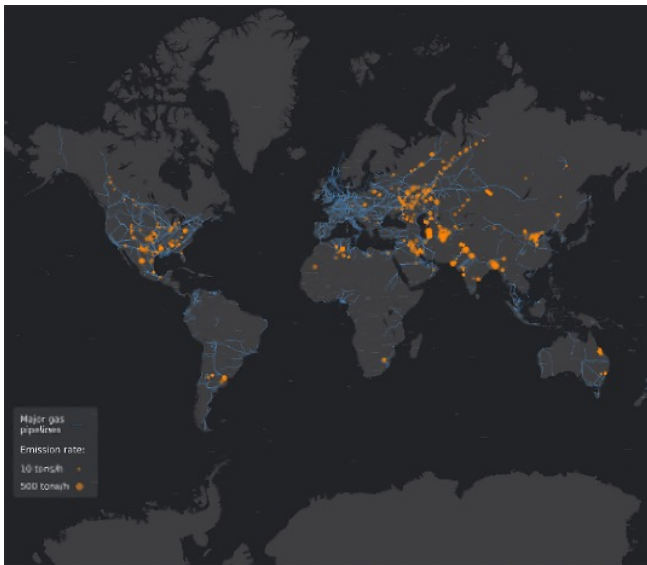 Major gas
pipelines
Emission rate:
10 tons/h
500 tons/h